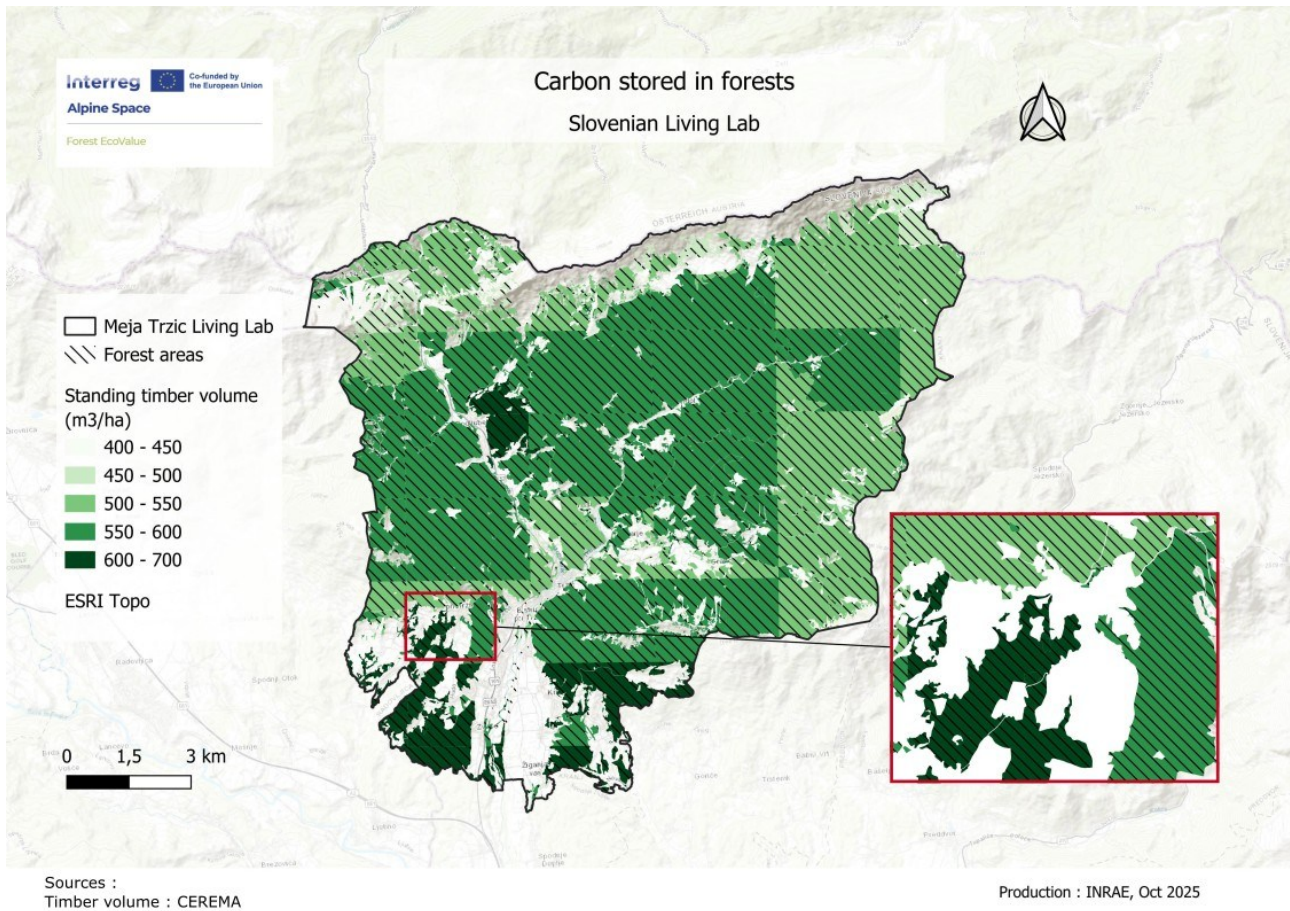 Interreg
Co-funded by
the European Union
Alpine Space
Forest EcoValue
Carbon stored in forests
Slovenian Living Lab
ÖSTERREICH AUSTRIA
Meja Trzic Living Lab
Forest areas
Standing timber volume
(m3/ha)
400 - 450
450 - 500
500 - 550
550 - 600
600 - 700
ESRI Topo
0 1,5 3 km
Sources :
Timber volume : CEREMA
Production : INRAE, Oct 2025